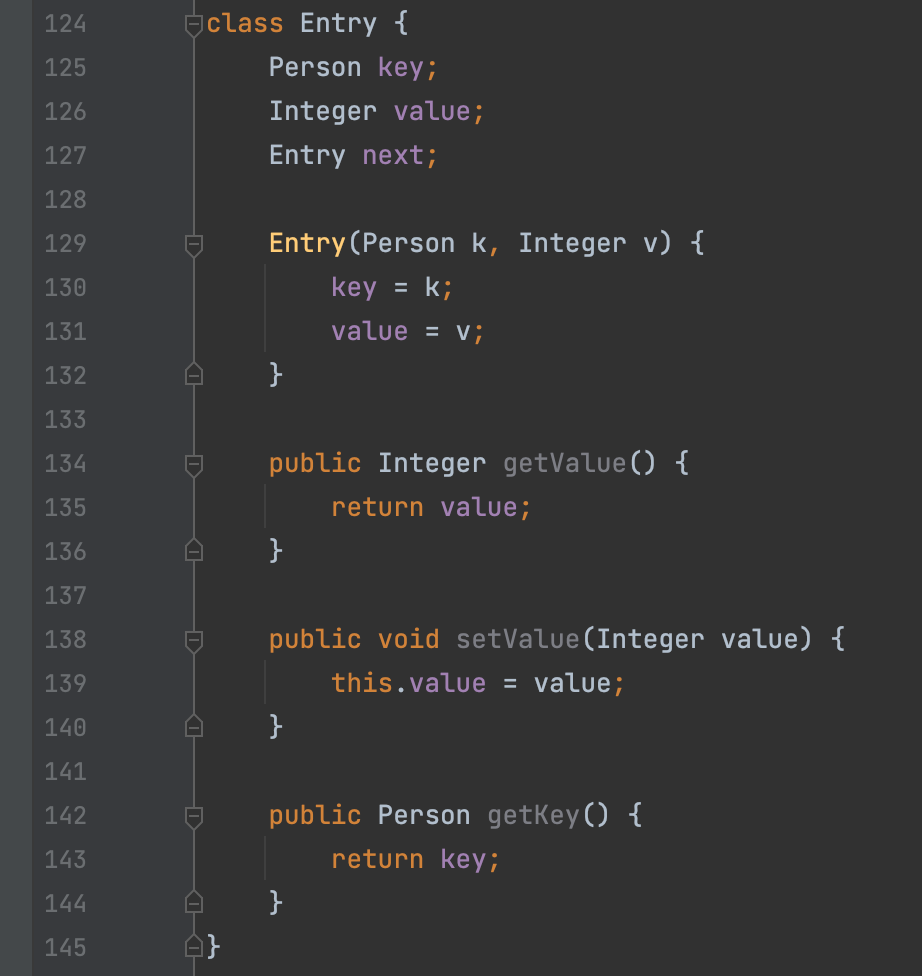 124 class Entry {
125     Person key;
126     Integer value;
127     Entry next;
128
129     Entry(Person k, Integer v) {
130         key = k;
131         value = v;
132     }
133
134     public Integer getValue() {
135         return value;
136     }
137
138     public void setValue(Integer value) {
139         this.value = value;
140     }
141
142     public Person getKey() {
143         return key;
144     }
145 }